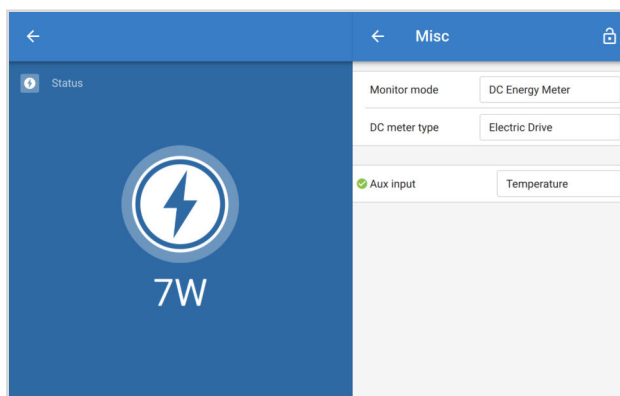 Misc
Status
7W
Monitor mode
DC Energy Meter
DC meter type
Electric Drive
Aux input
Temperature